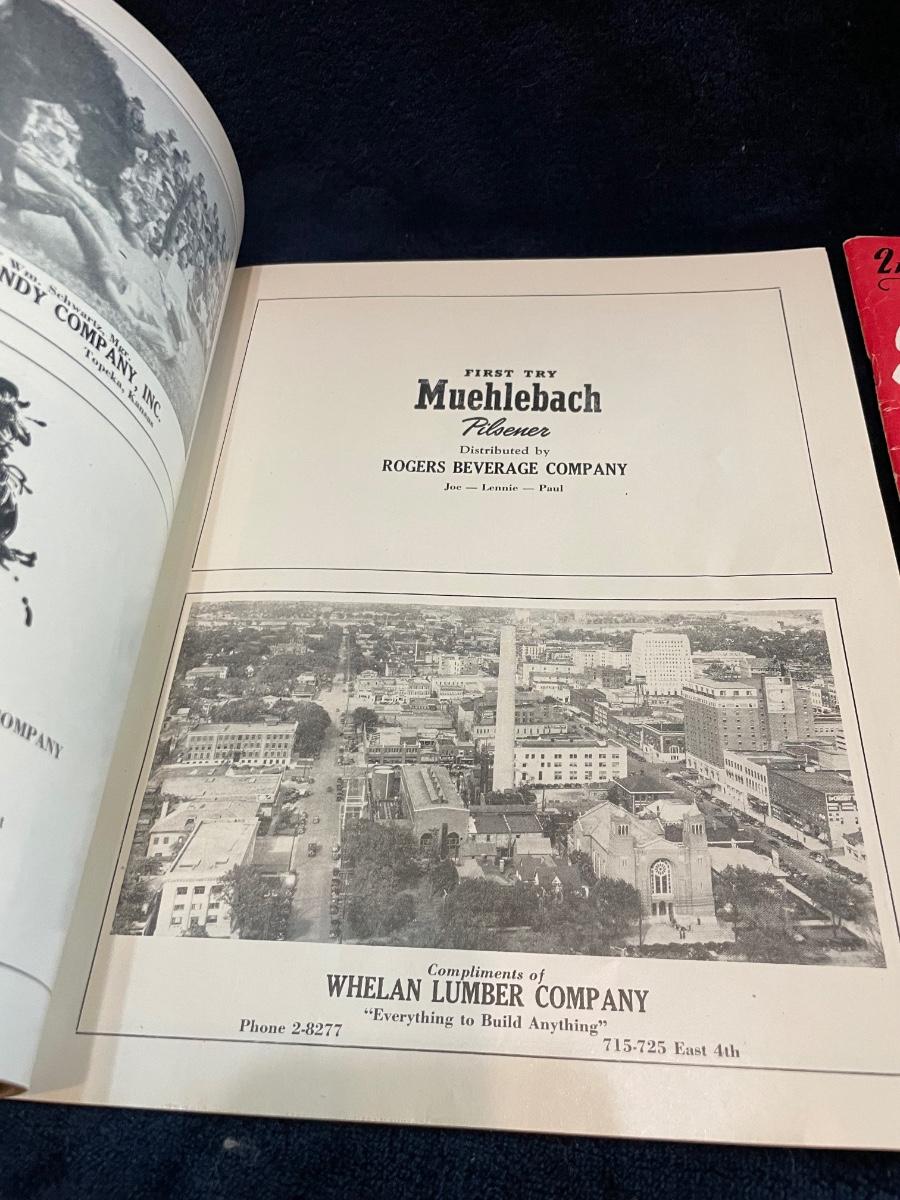 Wm. Schwartz, Mgr.
NDY COMPANY, INC.
Topeka, Kansas
COMPANY
FIRST TRY
Muehlebach
Pilsener
Distributed by
ROGERS BEVERAGE COMPANY
Joe — Lennie — Paul
Compliments of
WHELAN LUMBER COMPANY
“Everything to Build Anything”
Phone 2-8277
715-725 East 4th